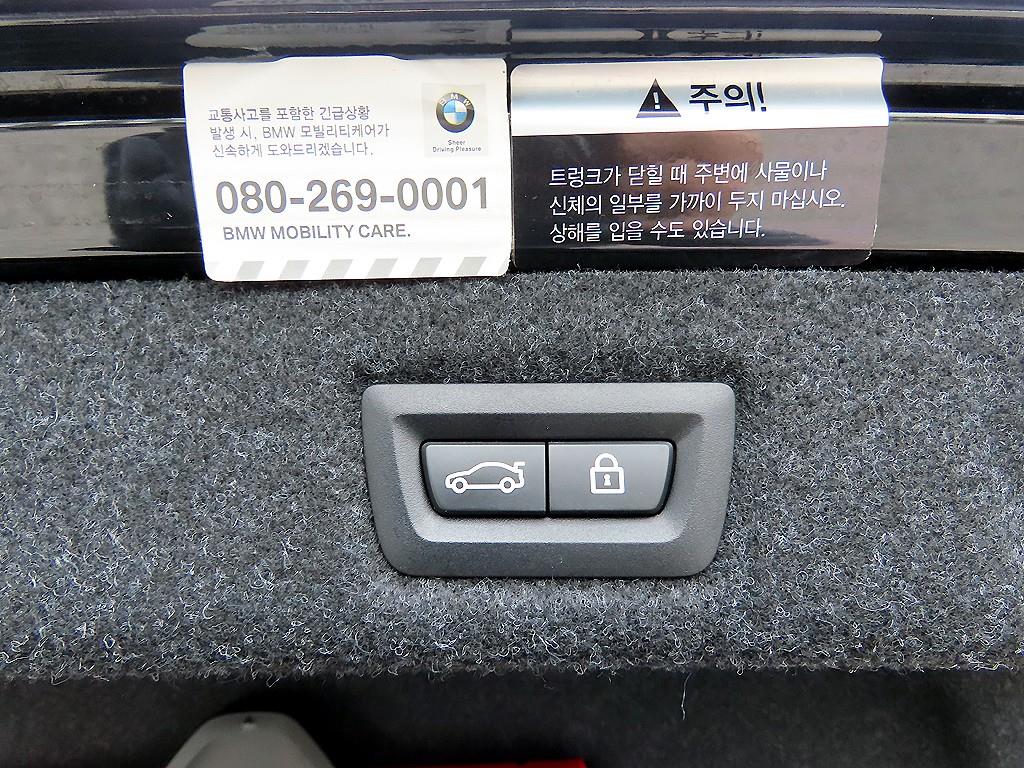 교통사고를 포함한 긴급상황
발생 시, BMW 모빌리티케어가
신속하게 도와드리겠습니다.
BMW
Sheer
Driving Pleasure
080-269-0001
BMW MOBILITY CARE.
주의!
트렁크가 닫힐 때 주변에 사물이나
신체의 일부를 가까이 두지 마십시오.
상해를 입을 수도 있습니다.